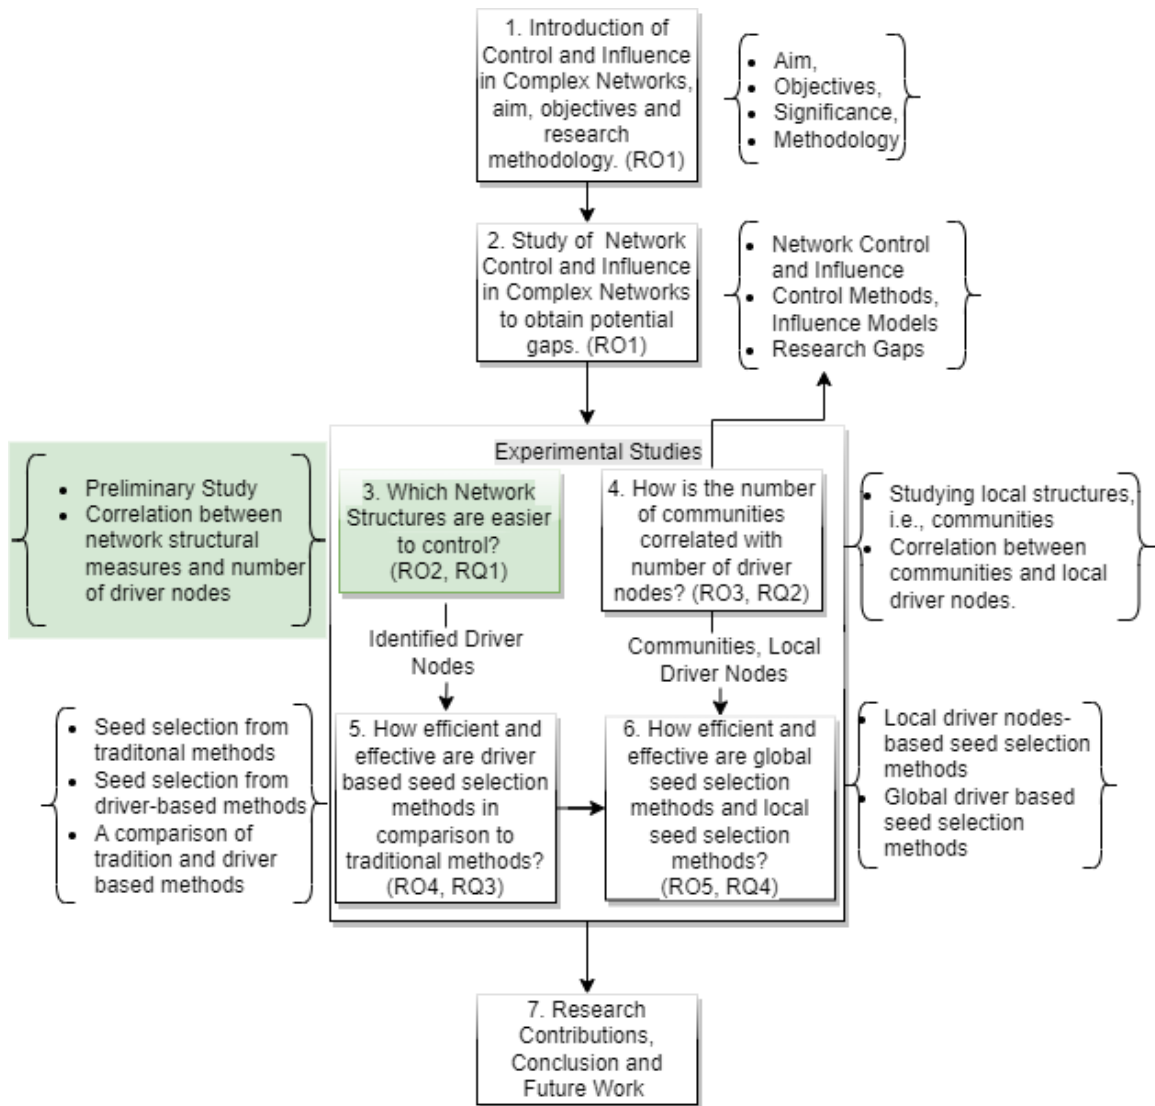 1. Introduction of
Control and Influence
in Complex Networks,
aim, objectives and
research
methodology. (RO1)
• Aim,
• Objectives,
• Significance,
• Methodology
2. Study of Network
Control and Influence
in Complex Networks
to obtain potential
gaps. (RO1)
• Network Control
and Influence
• Control Methods,
Influence Models
• Research Gaps
Experimental Studies
• Preliminary Study
• Correlation between
network structural
measures and number
of driver nodes
3. Which Network
Structures are easier
to control?
(RO2, RQ1)
4. How is the number
of communities
correlated with
number of driver
nodes? (RO3, RQ2)
• Studying local structures,
i.e., communities
• Correlation between
communities and local
driver nodes.
Identified Driver
Nodes
Communities, Local
Driver Nodes
• Seed selection from
traditonal methods
• Seed selection from
driver-based methods
• A comparison of
tradition and driver
based methods
5. How efficient and
effective are driver
based seed selection
methods in
comparison to
traditional methods?
(RO4, RQ3)
6. How efficient and
effective are global
seed selection
methods and local
seed selection
methods?
(RO5, RQ4)
• Local driver nodes-
based seed selection
methods
• Global driver based
seed selection
methods
7. Research
Contributions,
Conclusion and
Future Work